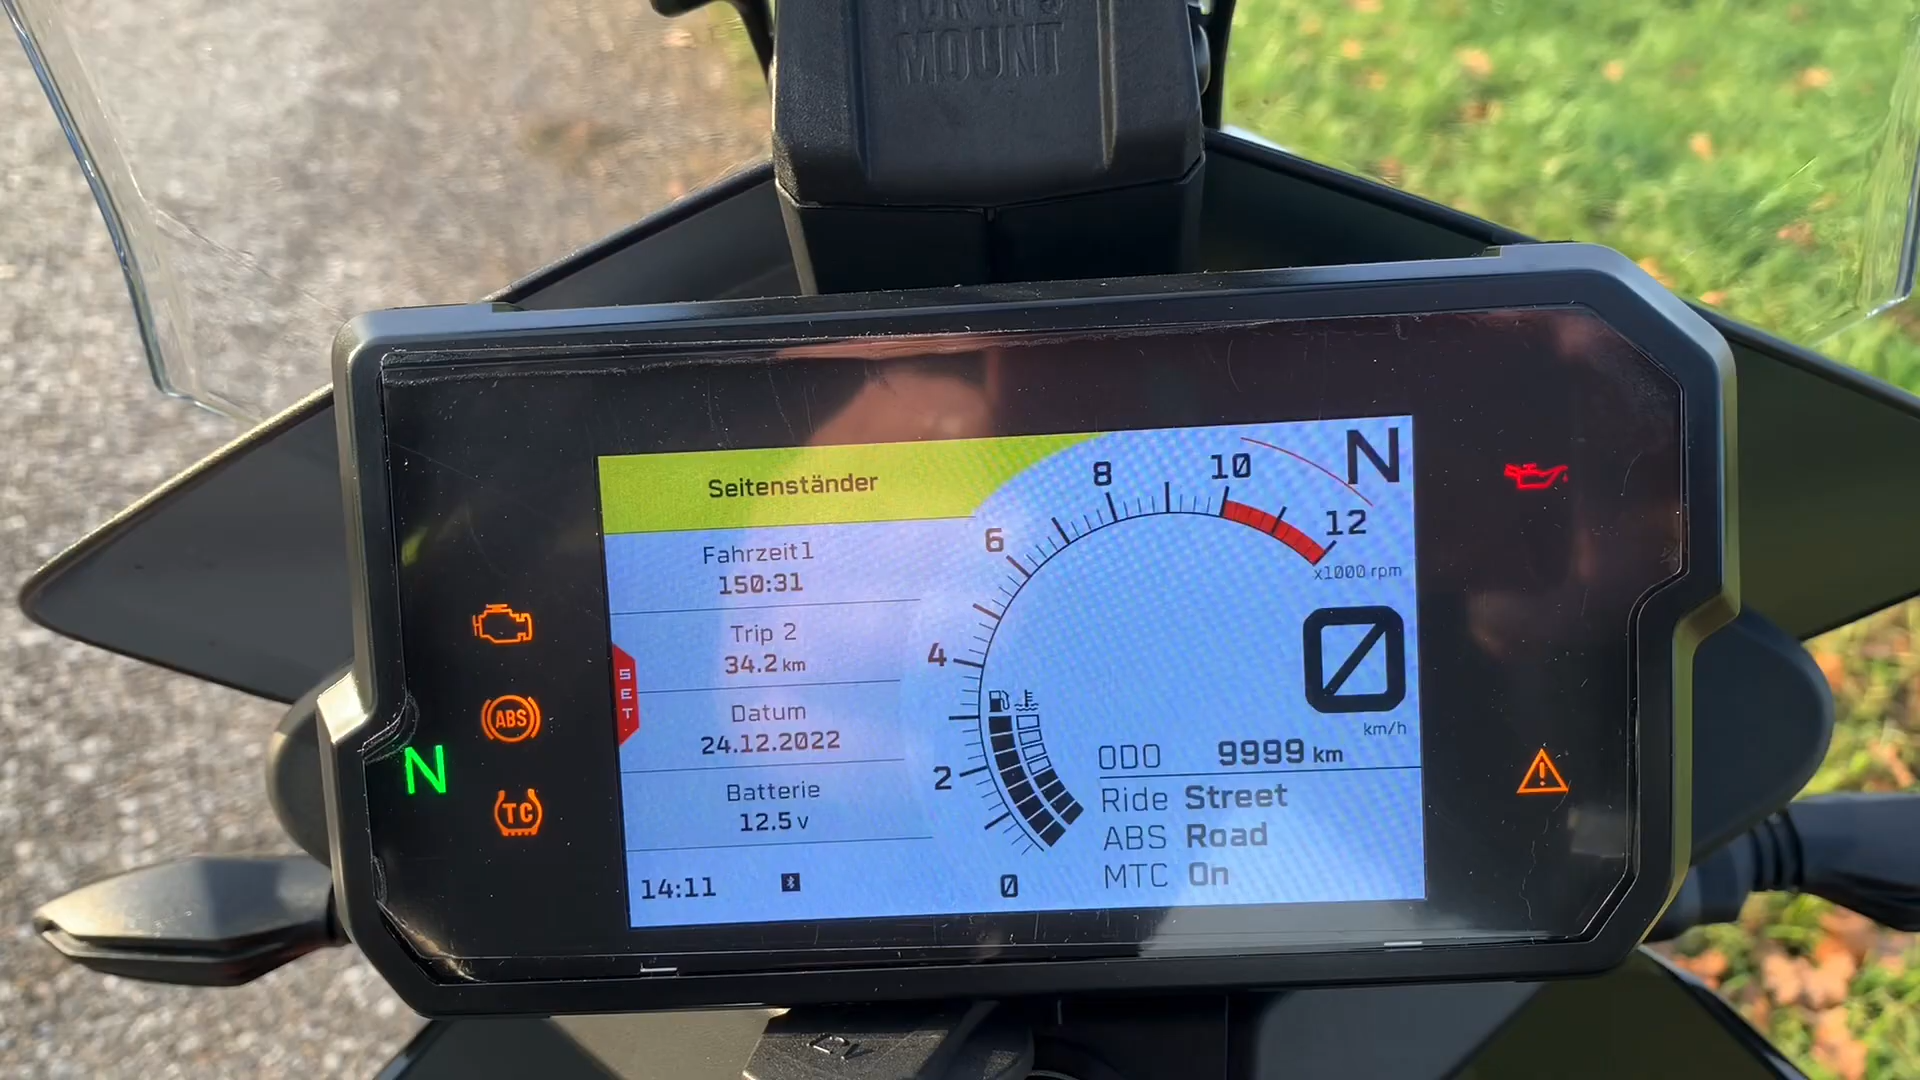 MOUNT
Seitenständer
Fahrzeit1
150:31
Trip 2
34.2 km
Datum
24.12.2022
Batterie
12.5 V
14:11
SET
0
2
4
6
8
10
12
x1000 rpm
N
0
km/h
ODO 9999 km
Ride Street
ABS Road
MTC On
ABS
N
TC